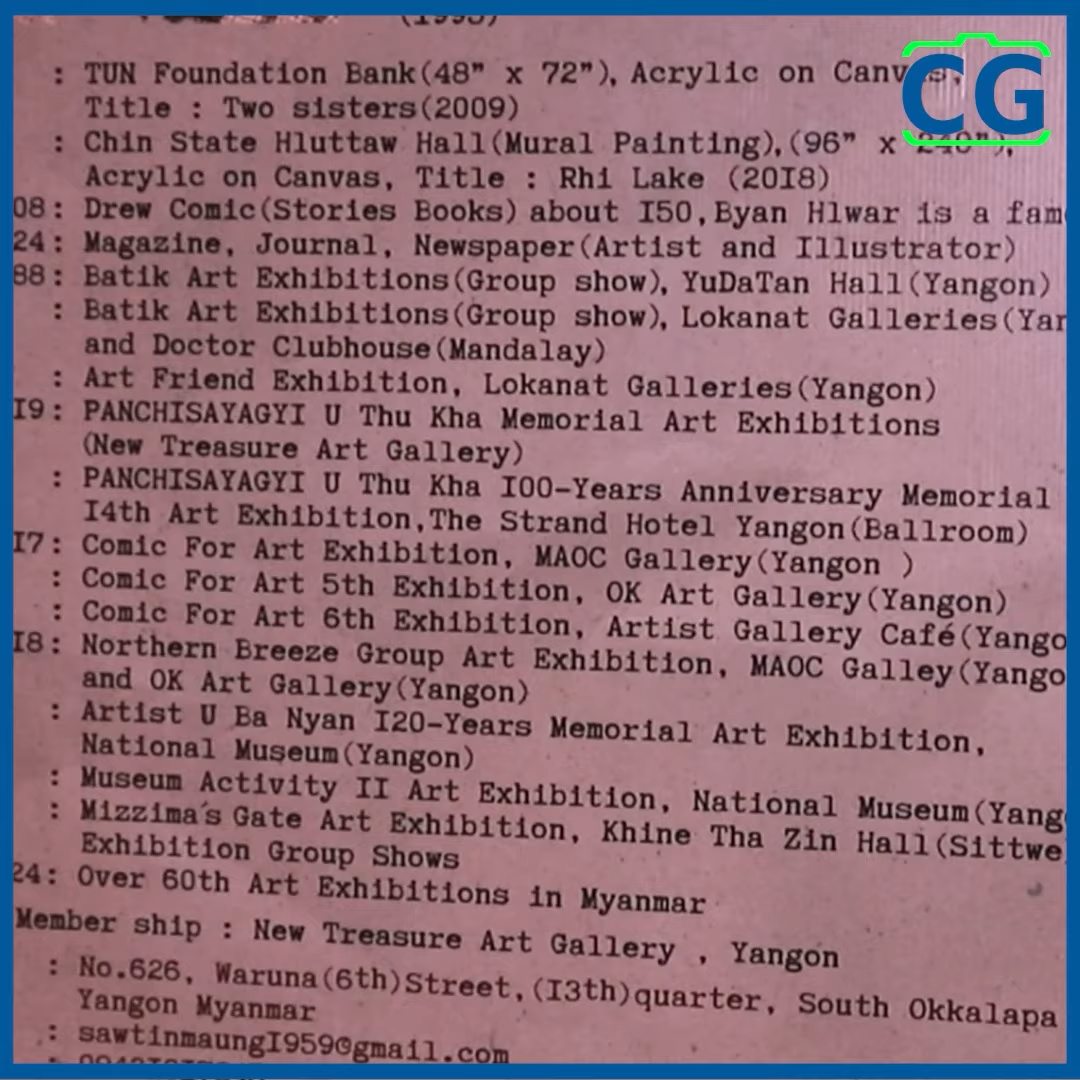 (1993)
: TUN Foundation Bank(48" x 72"), Acrylic on Canvas,
Title : Two sisters(2009)
: Chin State Hluttaw Hall(Mural Painting),(96" x 240"),
Acrylic on Canvas, Title : Rhi Lake (20I8)
08: Drew Comic(Stories Books) about I50,Byan Hlwar is a fam
24: Magazine, Journal, Newspaper(Artist and Illustrator)
88: Batik Art Exhibitions(Group show), YuDaTan Hall(Yangon)
: Batik Art Exhibitions(Group show), Lokanat Galleries(Yan
and Doctor Clubhouse(Mandalay)
: Art Friend Exhibition, Lokanat Galleries(Yangon)
I9: PANCHISAYAGYI U Thu Kha Memorial Art Exhibitions
(New Treasure Art Gallery)
: PANCHISAYAGYI U Thu Kha I00-Years Anniversary Memorial
I4th Art Exhibition,The Strand Hotel Yangon(Ballroom)
I7: Comic For Art Exhibition, MAOC Gallery(Yangon )
: Comic For Art 5th Exhibition, OK Art Gallery(Yangon)
: Comic For Art 6th Exhibition, Artist Gallery Café(Yango
I8: Northern Breeze Group Art Exhibition, MAOC Galley(Yango
and OK Art Gallery(Yangon)
: Artist U Ba Nyan I20-Years Memorial Art Exhibition,
National Museum(Yangon)
: Museum Activity II Art Exhibition, National Museum(Yang
: Mizzima's Gate Art Exhibition, Khine Tha Zin Hall(Sittwe
Exhibition Group Shows
24: Over 60th Art Exhibitions in Myanmar
Member ship : New Treasure Art Gallery , Yangon
: No.626, Waruna(6th)Street,(I3th)quarter, South Okkalapa
Yangon Myanmar
: sawtinmaungI959@gmail.com
CG